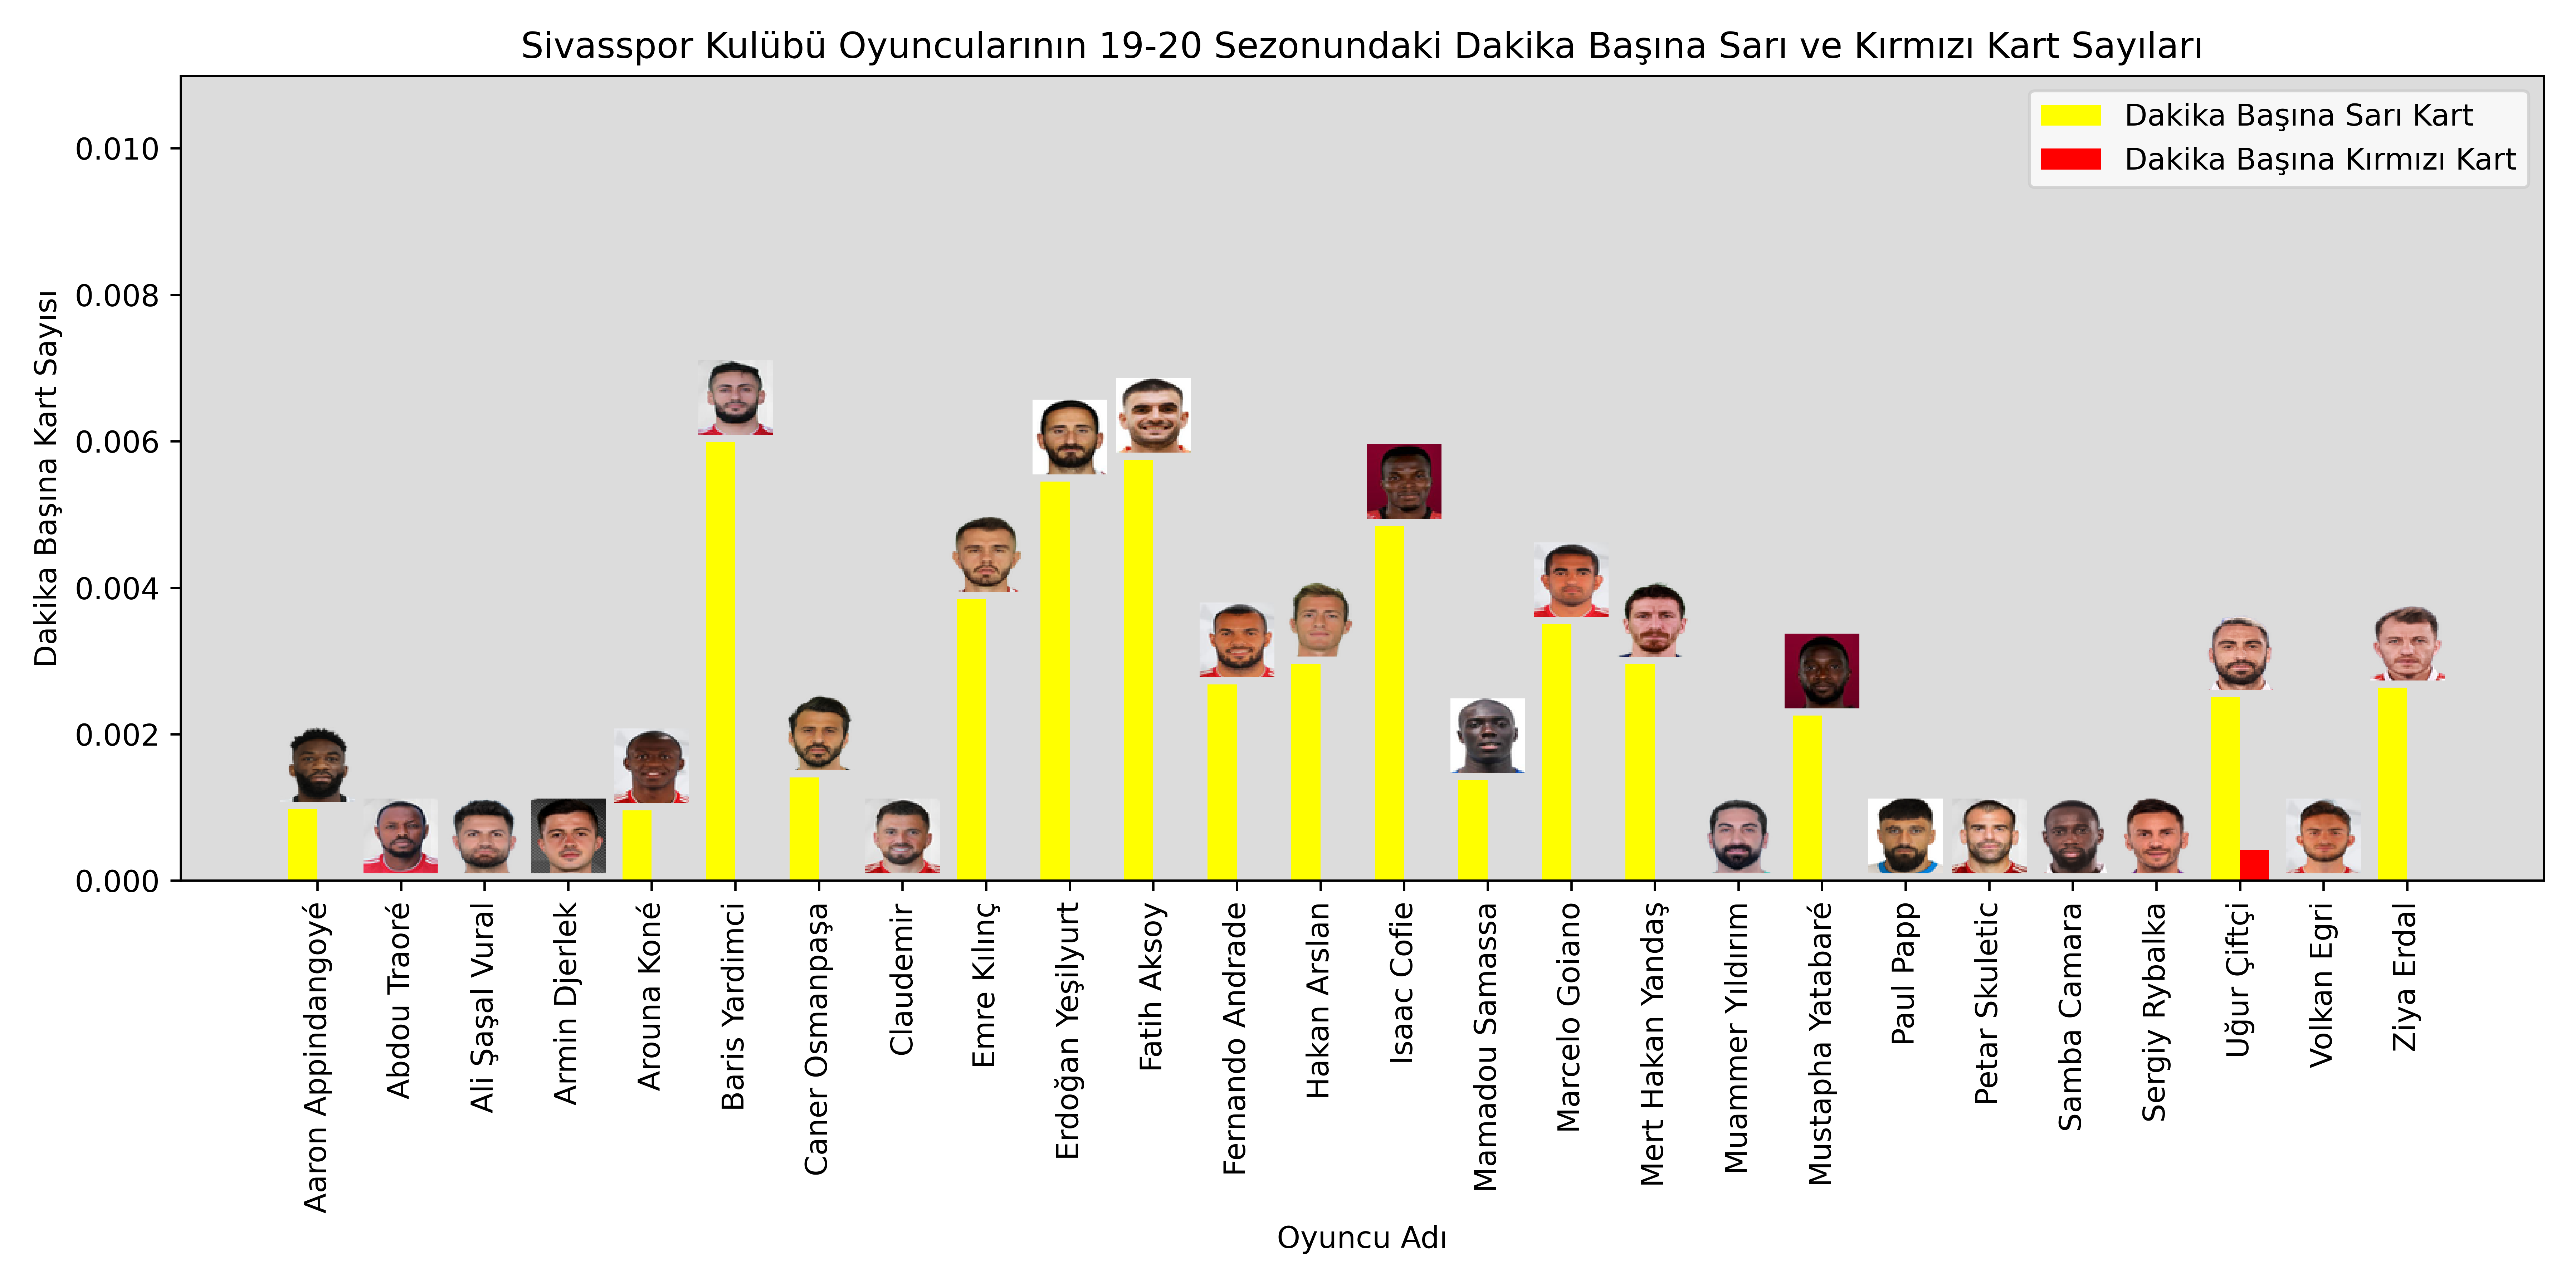 Sivasspor Kulübü Oyuncularının 19-20 Sezonundaki Dakika Başına Sarı ve Kırmızı Kart Sayıları
Dakika Başına Sarı Kart
Dakika Başına Kırmızı Kart
Dakika Başına Kart Sayısı
0.010
0.008
0.006
0.004
0.002
0.000
Aaron Appindangoyé
Abdou Traoré
Ali Şaşal Vural
Armin Djerlek
Arouna Koné
Baris Yardimci
Caner Osmanpaşa
Claudemir
Emre Kılınç
Erdoğan Yeşilyurt
Fatih Aksoy
Fernando Andrade
Hakan Arslan
Isaac Cofie
Mamadou Samassa
Marcelo Goiano
Mert Hakan Yandaş
Muammer Yıldırım
Mustapha Yatabaré
Paul Papp
Petar Skuletic
Samba Camara
Sergiy Rybalka
Uğur Çiftçi
Volkan Egri
Ziya Erdal
Oyuncu Adı